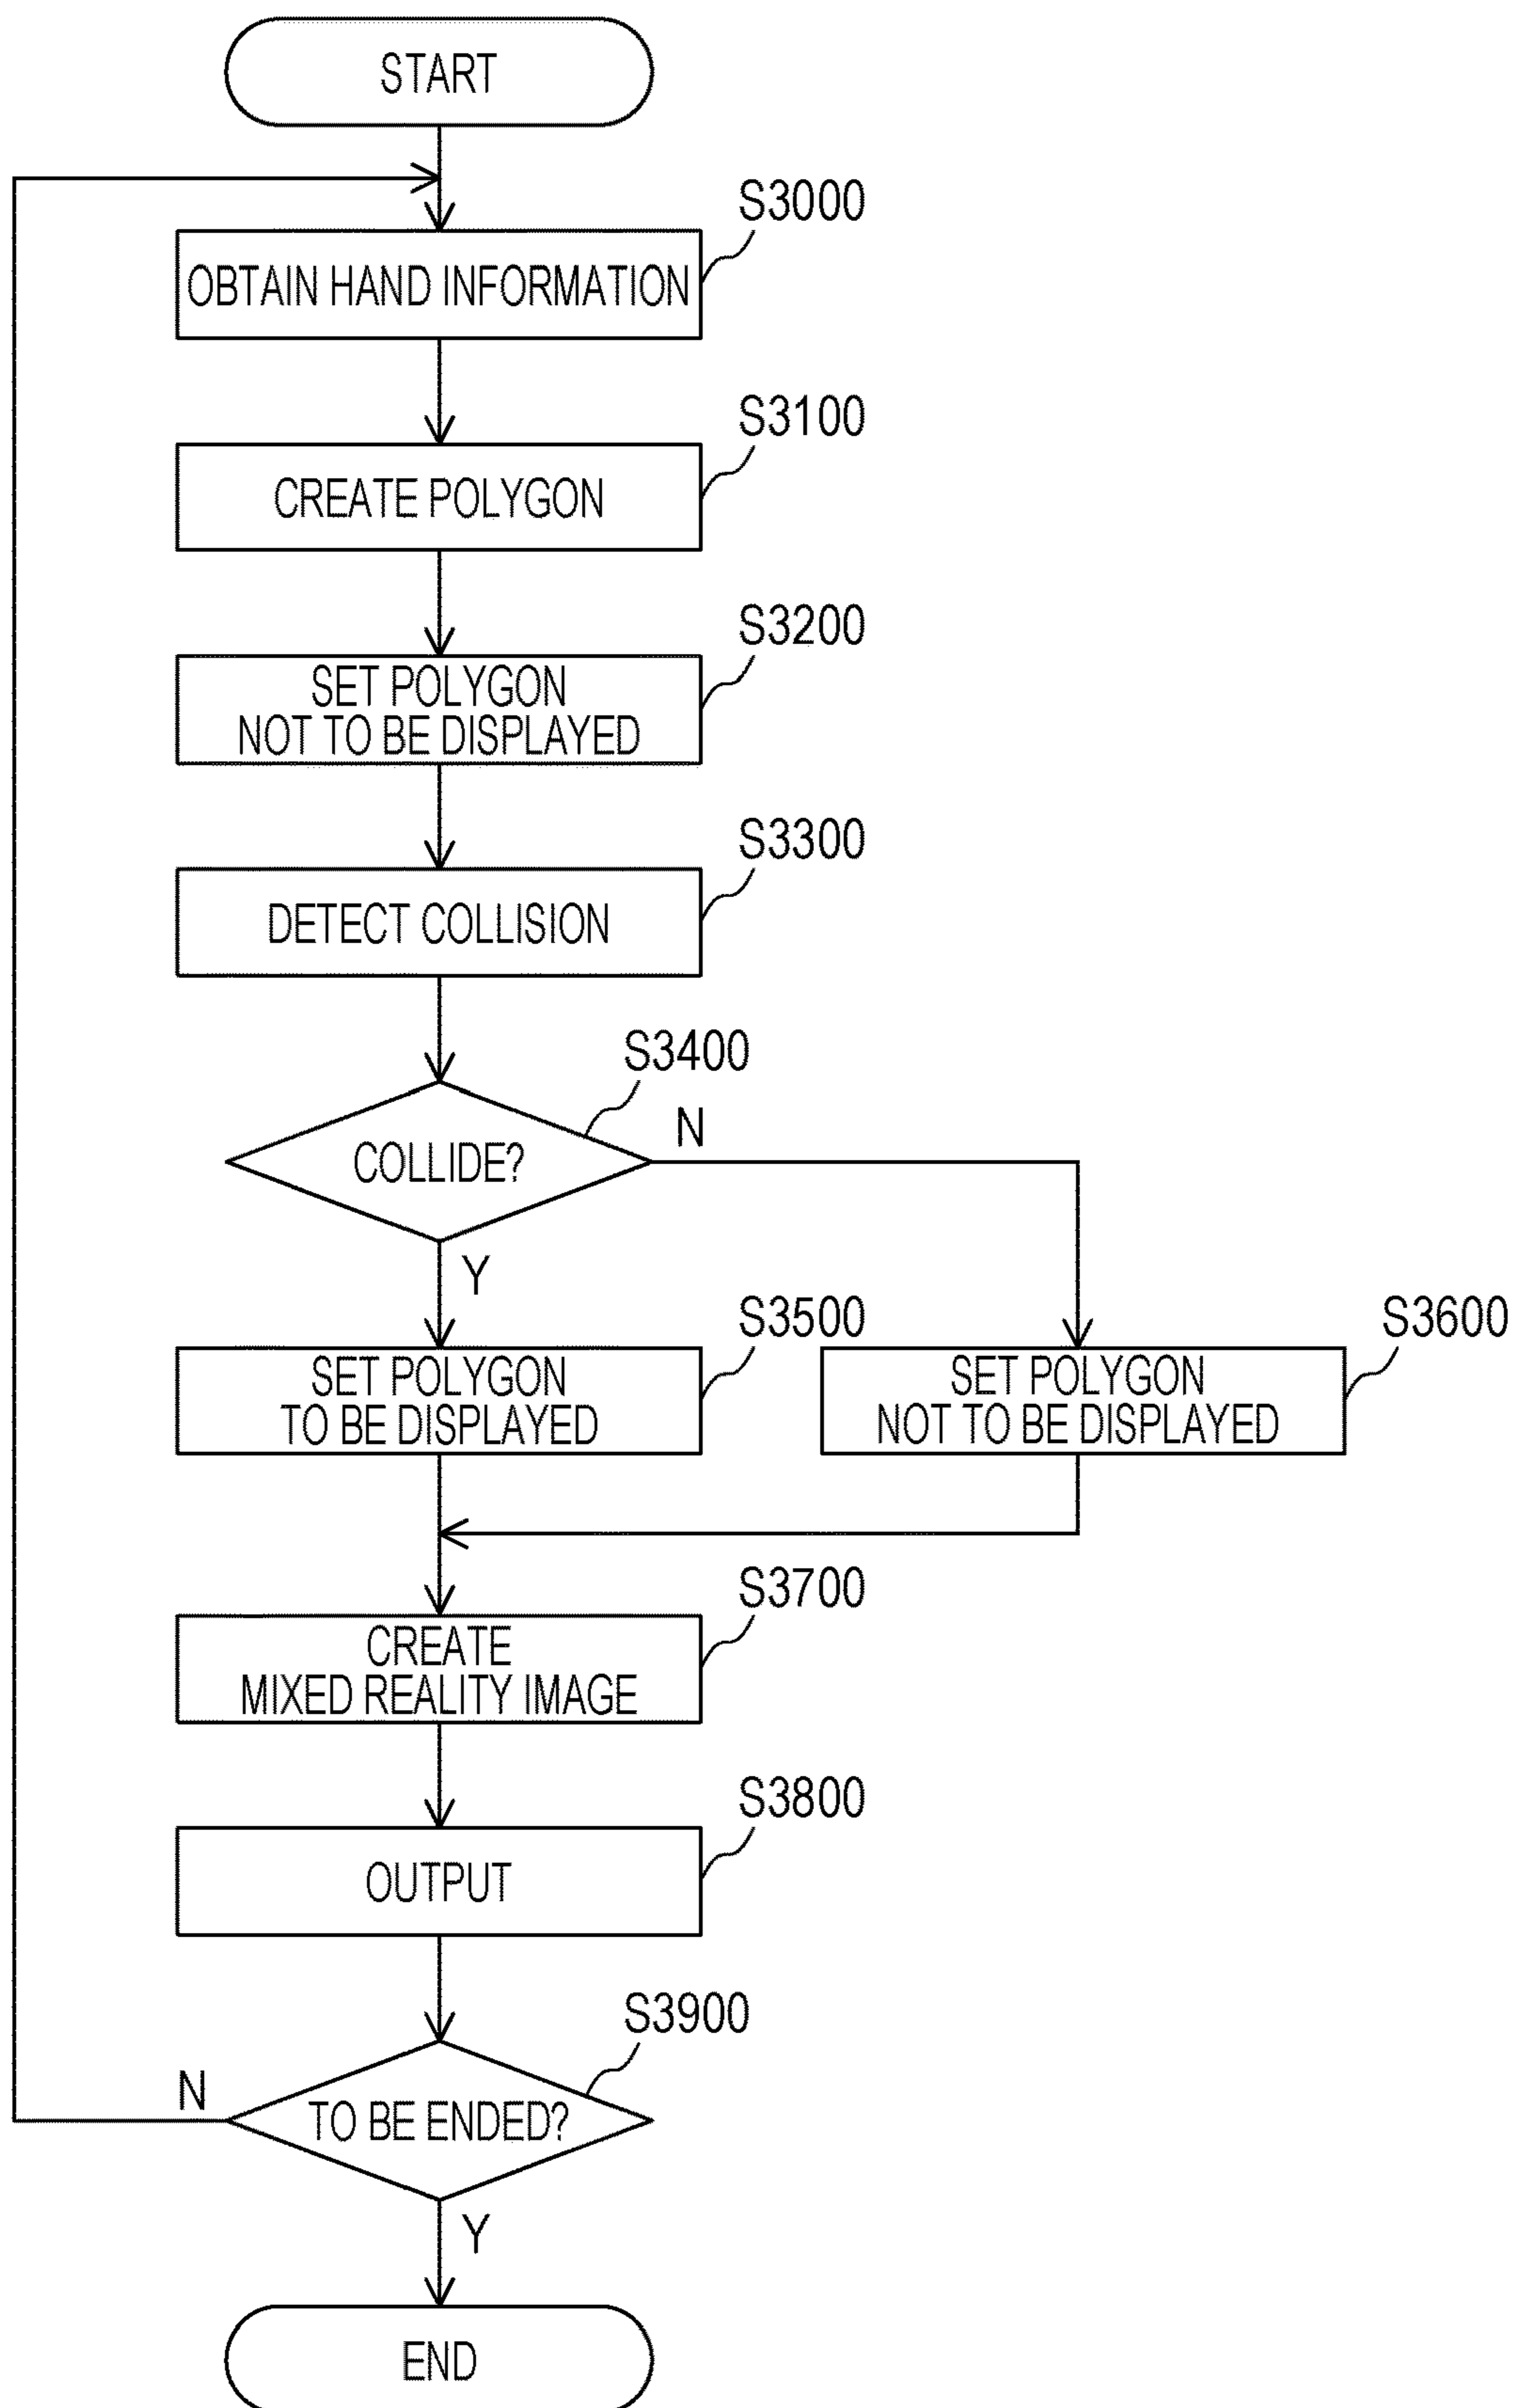 START
S3000
OBTAIN HAND INFORMATION
S3100
CREATE POLYGON
S3200
SET POLYGON
NOT TO BE DISPLAYED
S3300
DETECT COLLISION
S3400
COLLIDE?
N
Y
S3500
SET POLYGON
TO BE DISPLAYED
S3600
SET POLYGON
NOT TO BE DISPLAYED
S3700
CREATE
MIXED REALITY IMAGE
S3800
OUTPUT
S3900
TO BE ENDED?
N
Y
END